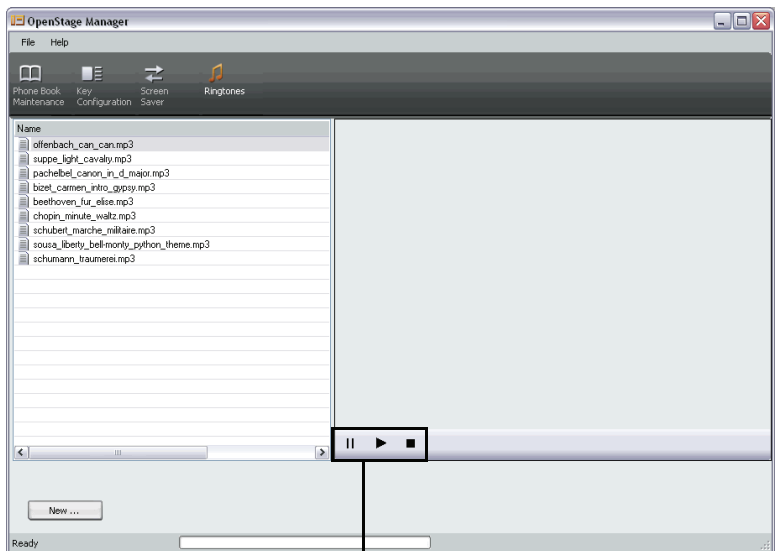 OpenStage Manager
File Help
Phone Book Maintenance
Key Configuration
Screen Saver
Ringtones
Name
offenbach_can_can.mp3
suppe_light_cavalry.mp3
pachelbel_canon_in_d_major.mp3
bizet_carmen_intro_gypsy.mp3
beethoven_fur_elise.mp3
chopin_minute_waltz.mp3
schubert_marche_militaire.mp3
sousa_liberty_bell-monty_python_theme.mp3
schumann_traumerei.mp3
New ...
Ready